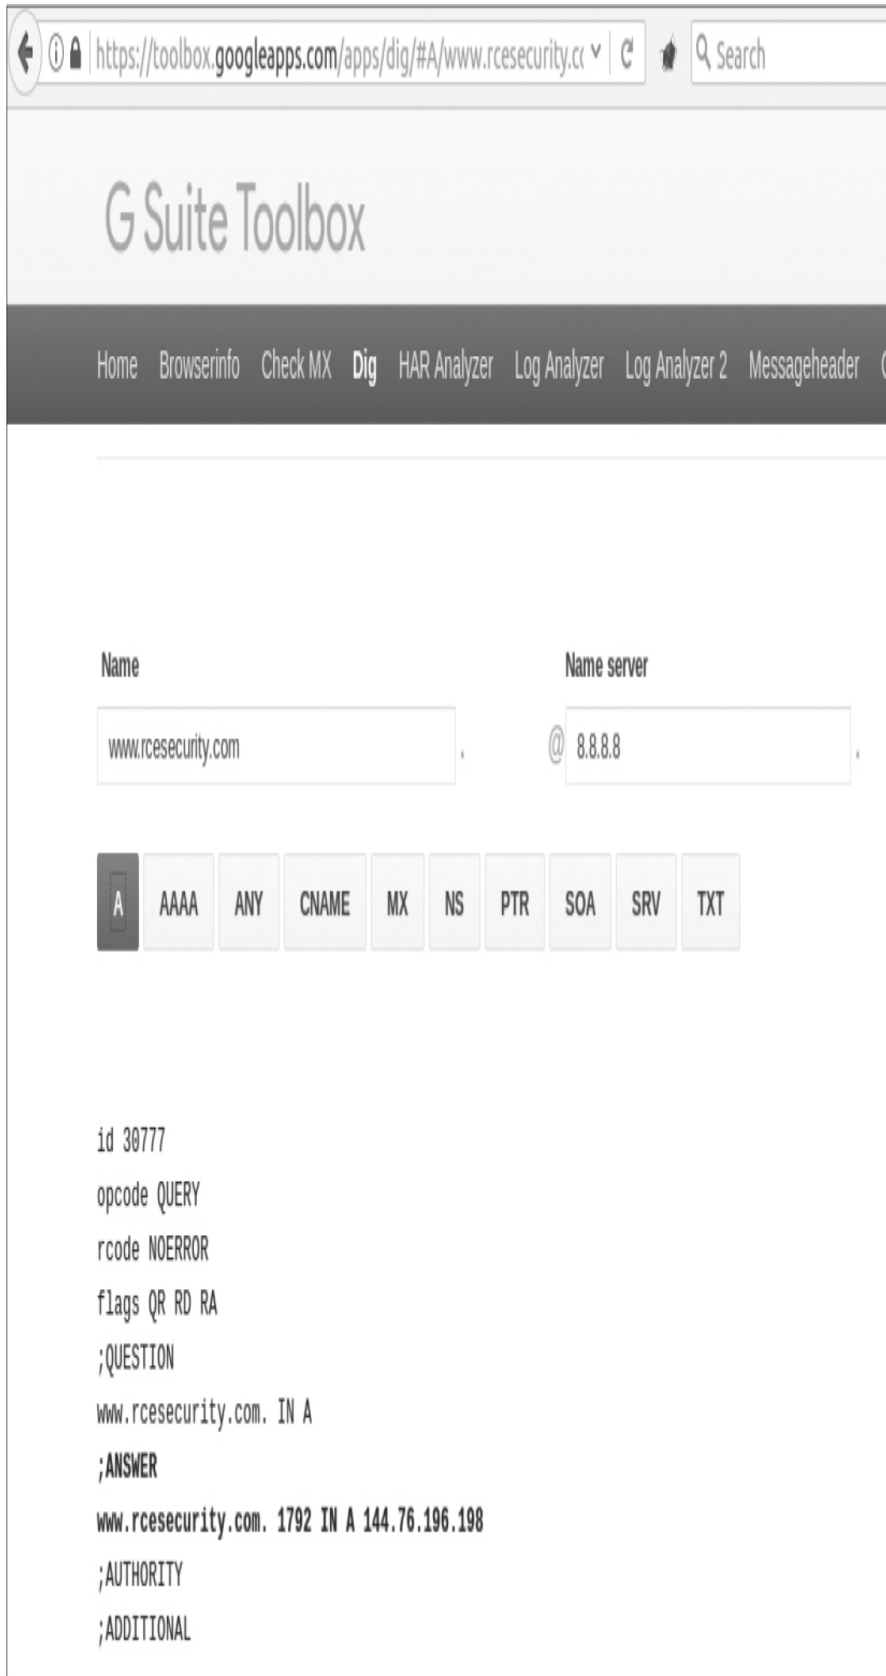 https://toolbox.googleapps.com/apps/dig/#A/www.rcesecurity.cc Search
G Suite Toolbox
Home Browserinfo Check MX Dig HAR Analyzer Log Analyzer Log Analyzer 2 Messageheader
Name Name server
www.rcesecurity.com . @ 8.8.8.8 .
A AAAA ANY CNAME MX NS PTR SOA SRV TXT
id 30777
opcode QUERY
rcode NOERROR
flags QR RD RA
;QUESTION
www.rcesecurity.com. IN A
;ANSWER
www.rcesecurity.com. 1792 IN A 144.76.196.198
;AUTHORITY
;ADDITIONAL